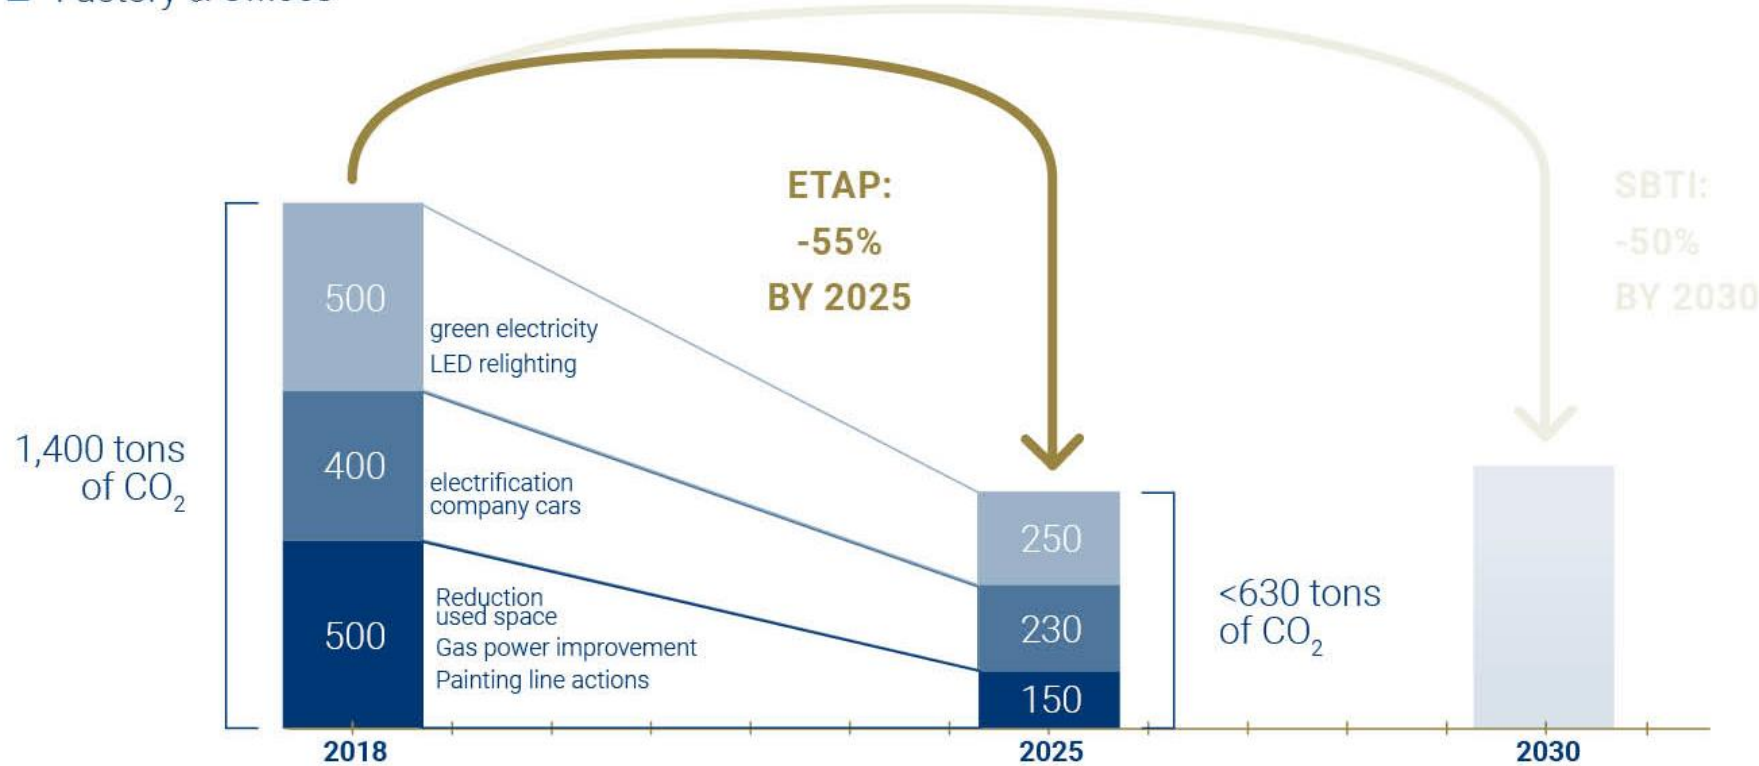 ETAP:
-55%
BY 2025
SBTI:
-50%
BY 2030
500
green electricity
LED relighting
400
electrification
company cars
500
Reduction
used space
Gas power improvement
Painting line actions
1,400 tons
of CO₂
250
230
150
<630 tons
of CO₂
2018
2025
2030